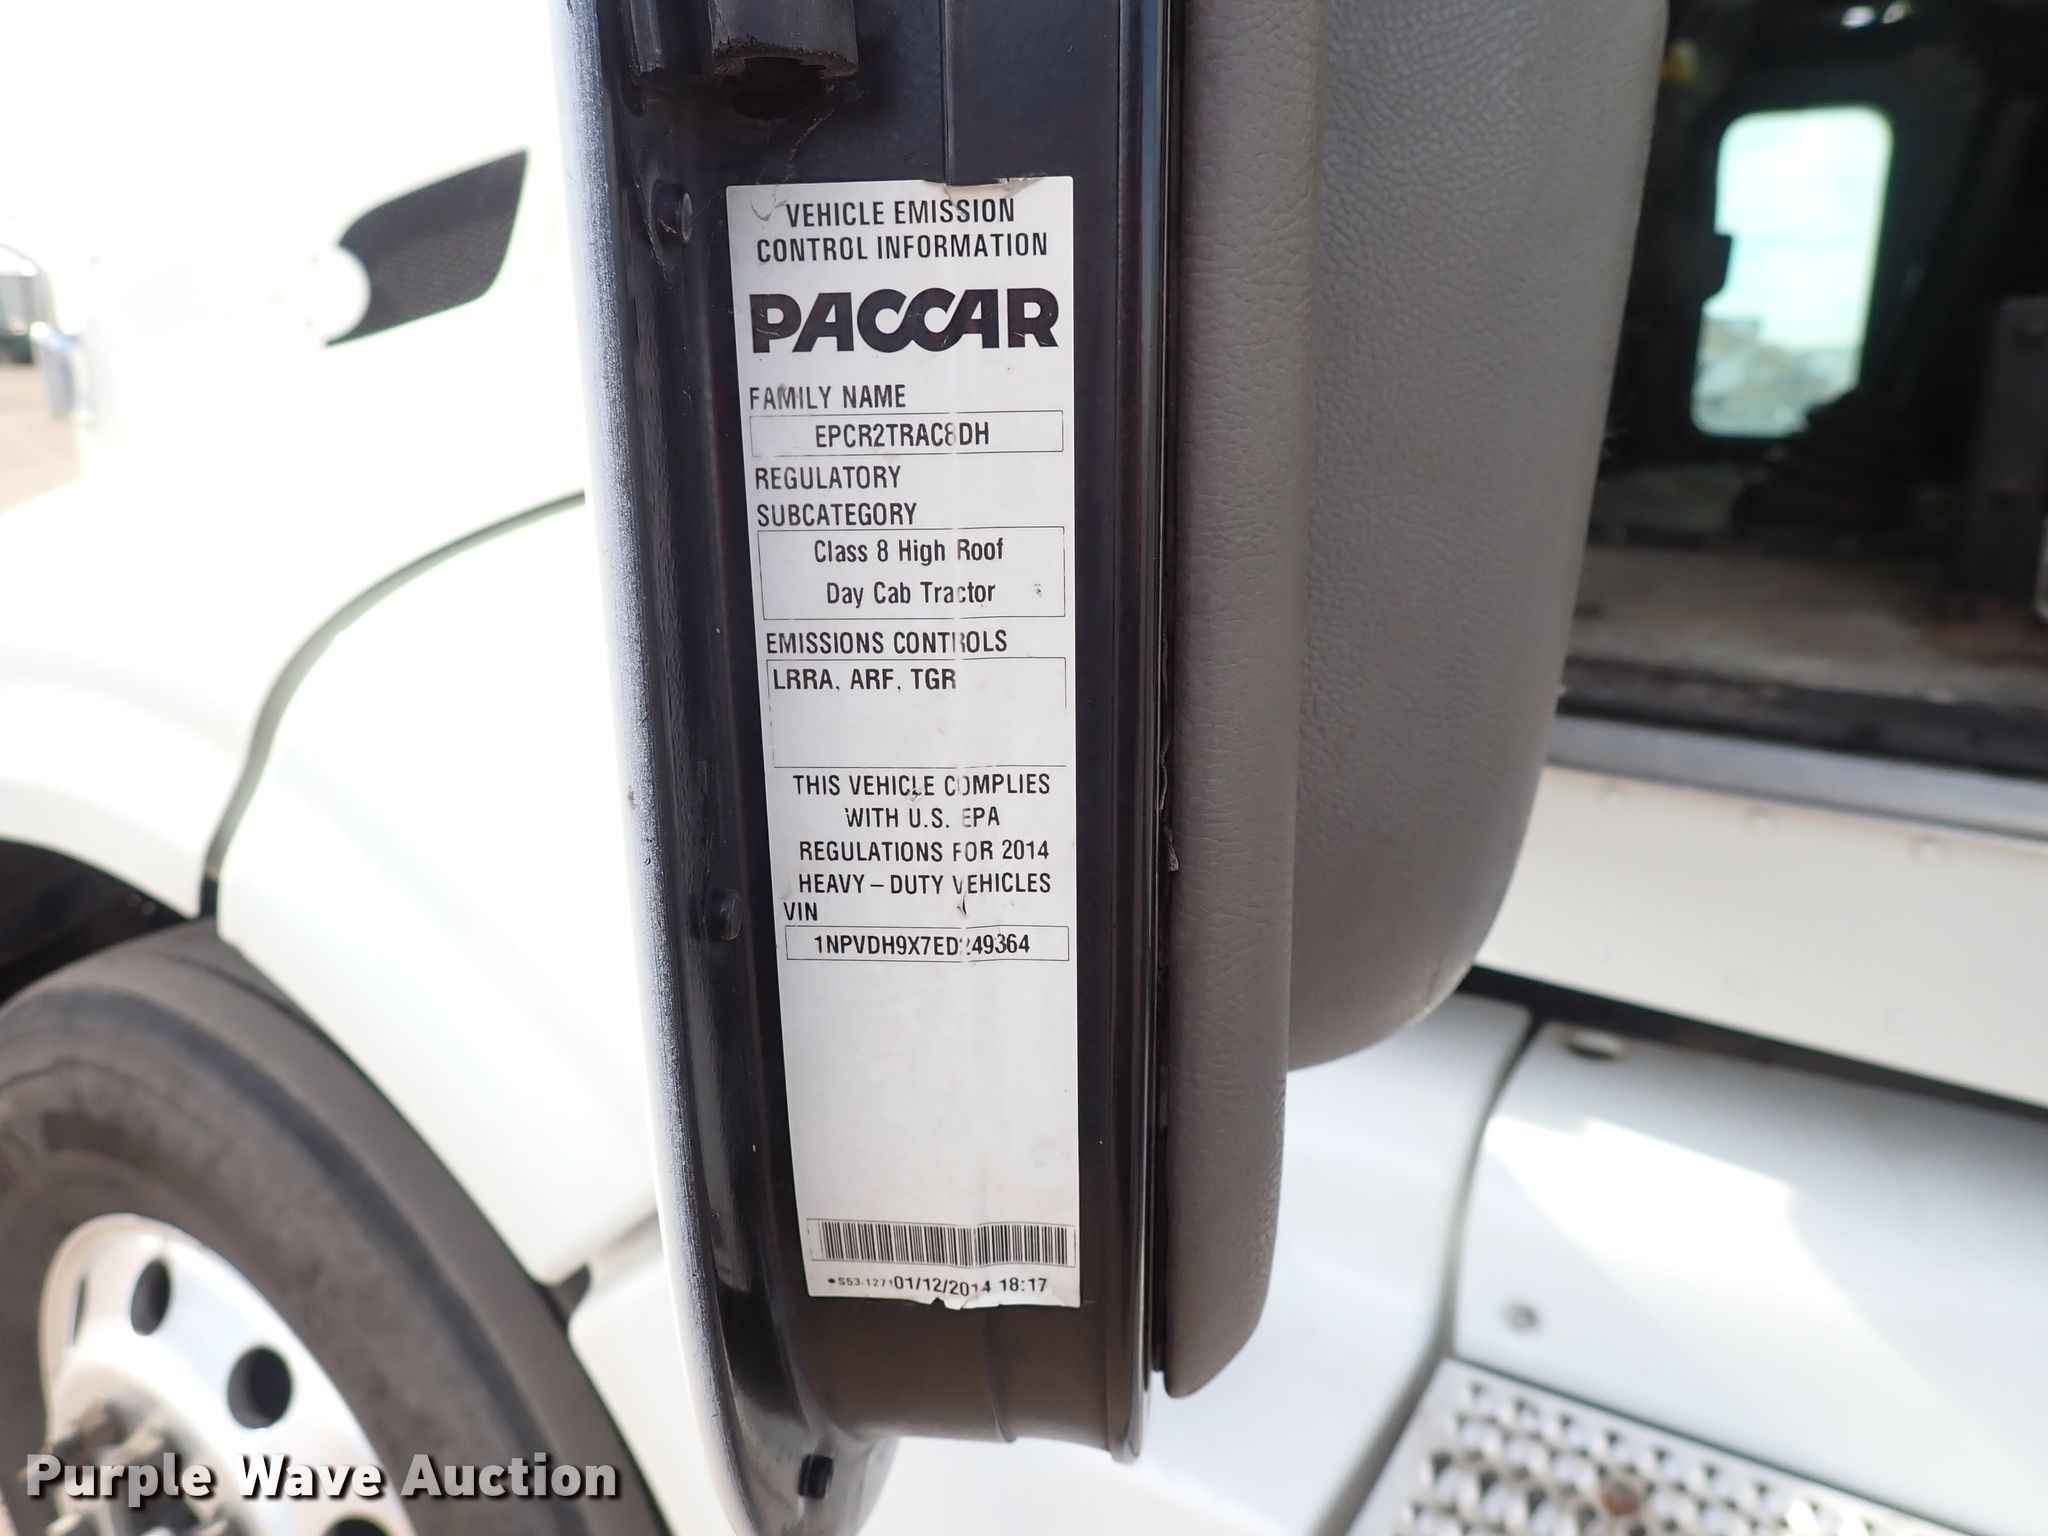 VEHICLE EMISSION
CONTROL INFORMATION
PACCAR
FAMILY NAME
EPCR2TRAC8DH
REGULATORY
SUBCATEGORY
Class 8 High Roof
Day Cab Tractor
EMISSIONS CONTROLS
LRRA, ARF, TGR
THIS VEHICLE COMPLIES
WITH U.S. EPA
REGULATIONS FOR 2014
HEAVY – DUTY VEHICLES
VIN
1NPVDH9X7ED249364
•S53-1271 01/12/2014 18:17
Purple Wave Auction